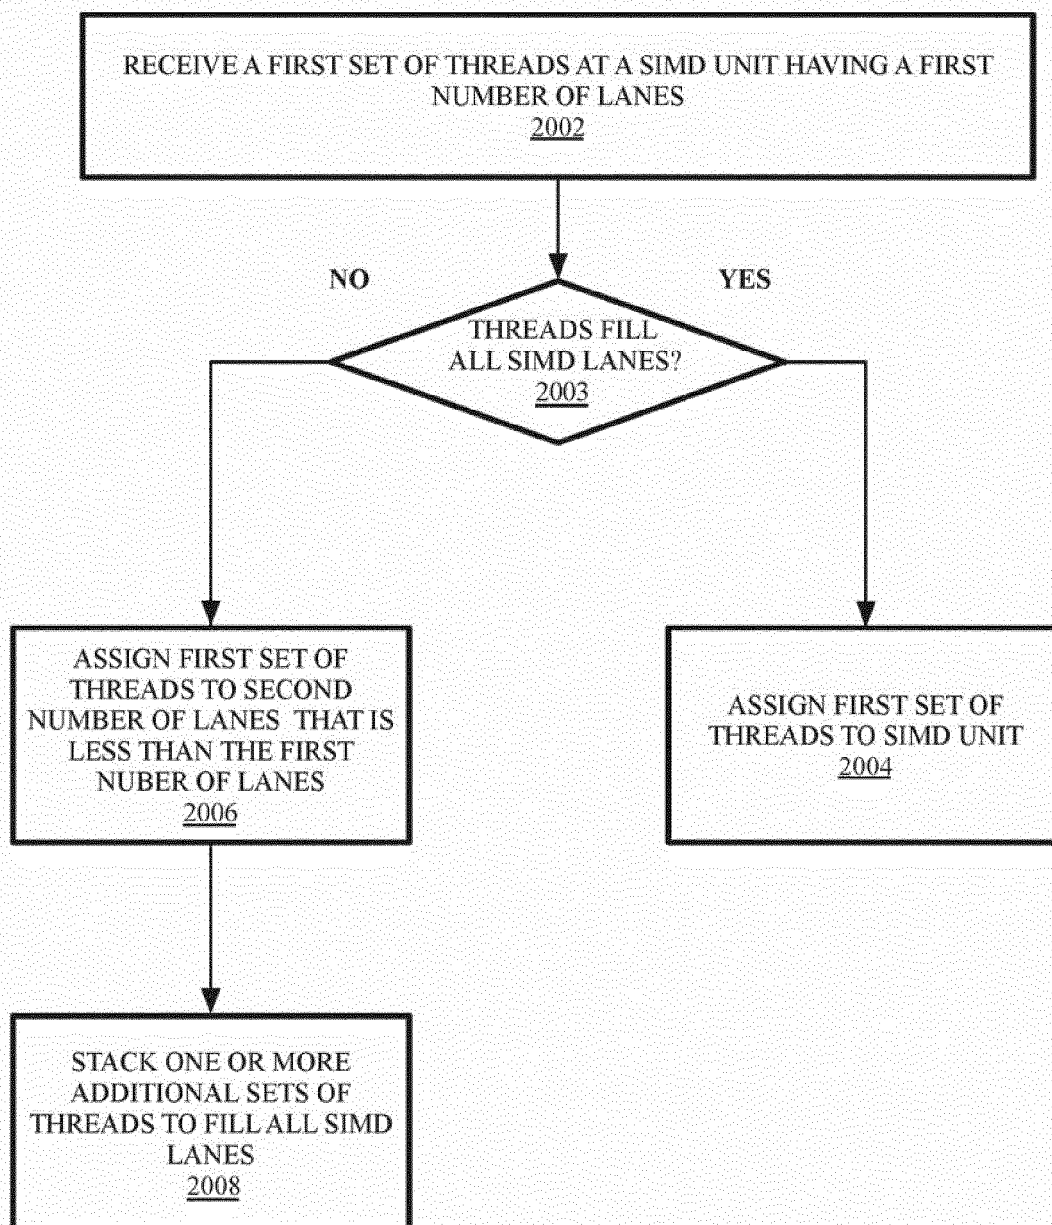 RECEIVE A FIRST SET OF THREADS AT A SIMD UNIT HAVING A FIRST
NUMBER OF LANES
2002
NO
YES
THREADS FILL
ALL SIMD LANES?
2003
ASSIGN FIRST SET OF
THREADS TO SECOND
NUMBER OF LANES THAT IS
LESS THAN THE FIRST
NUBER OF LANES
2006
ASSIGN FIRST SET OF
THREADS TO SIMD UNIT
2004
STACK ONE OR MORE
ADDITIONAL SETS OF
THREADS TO FILL ALL SIMD
LANES
2008